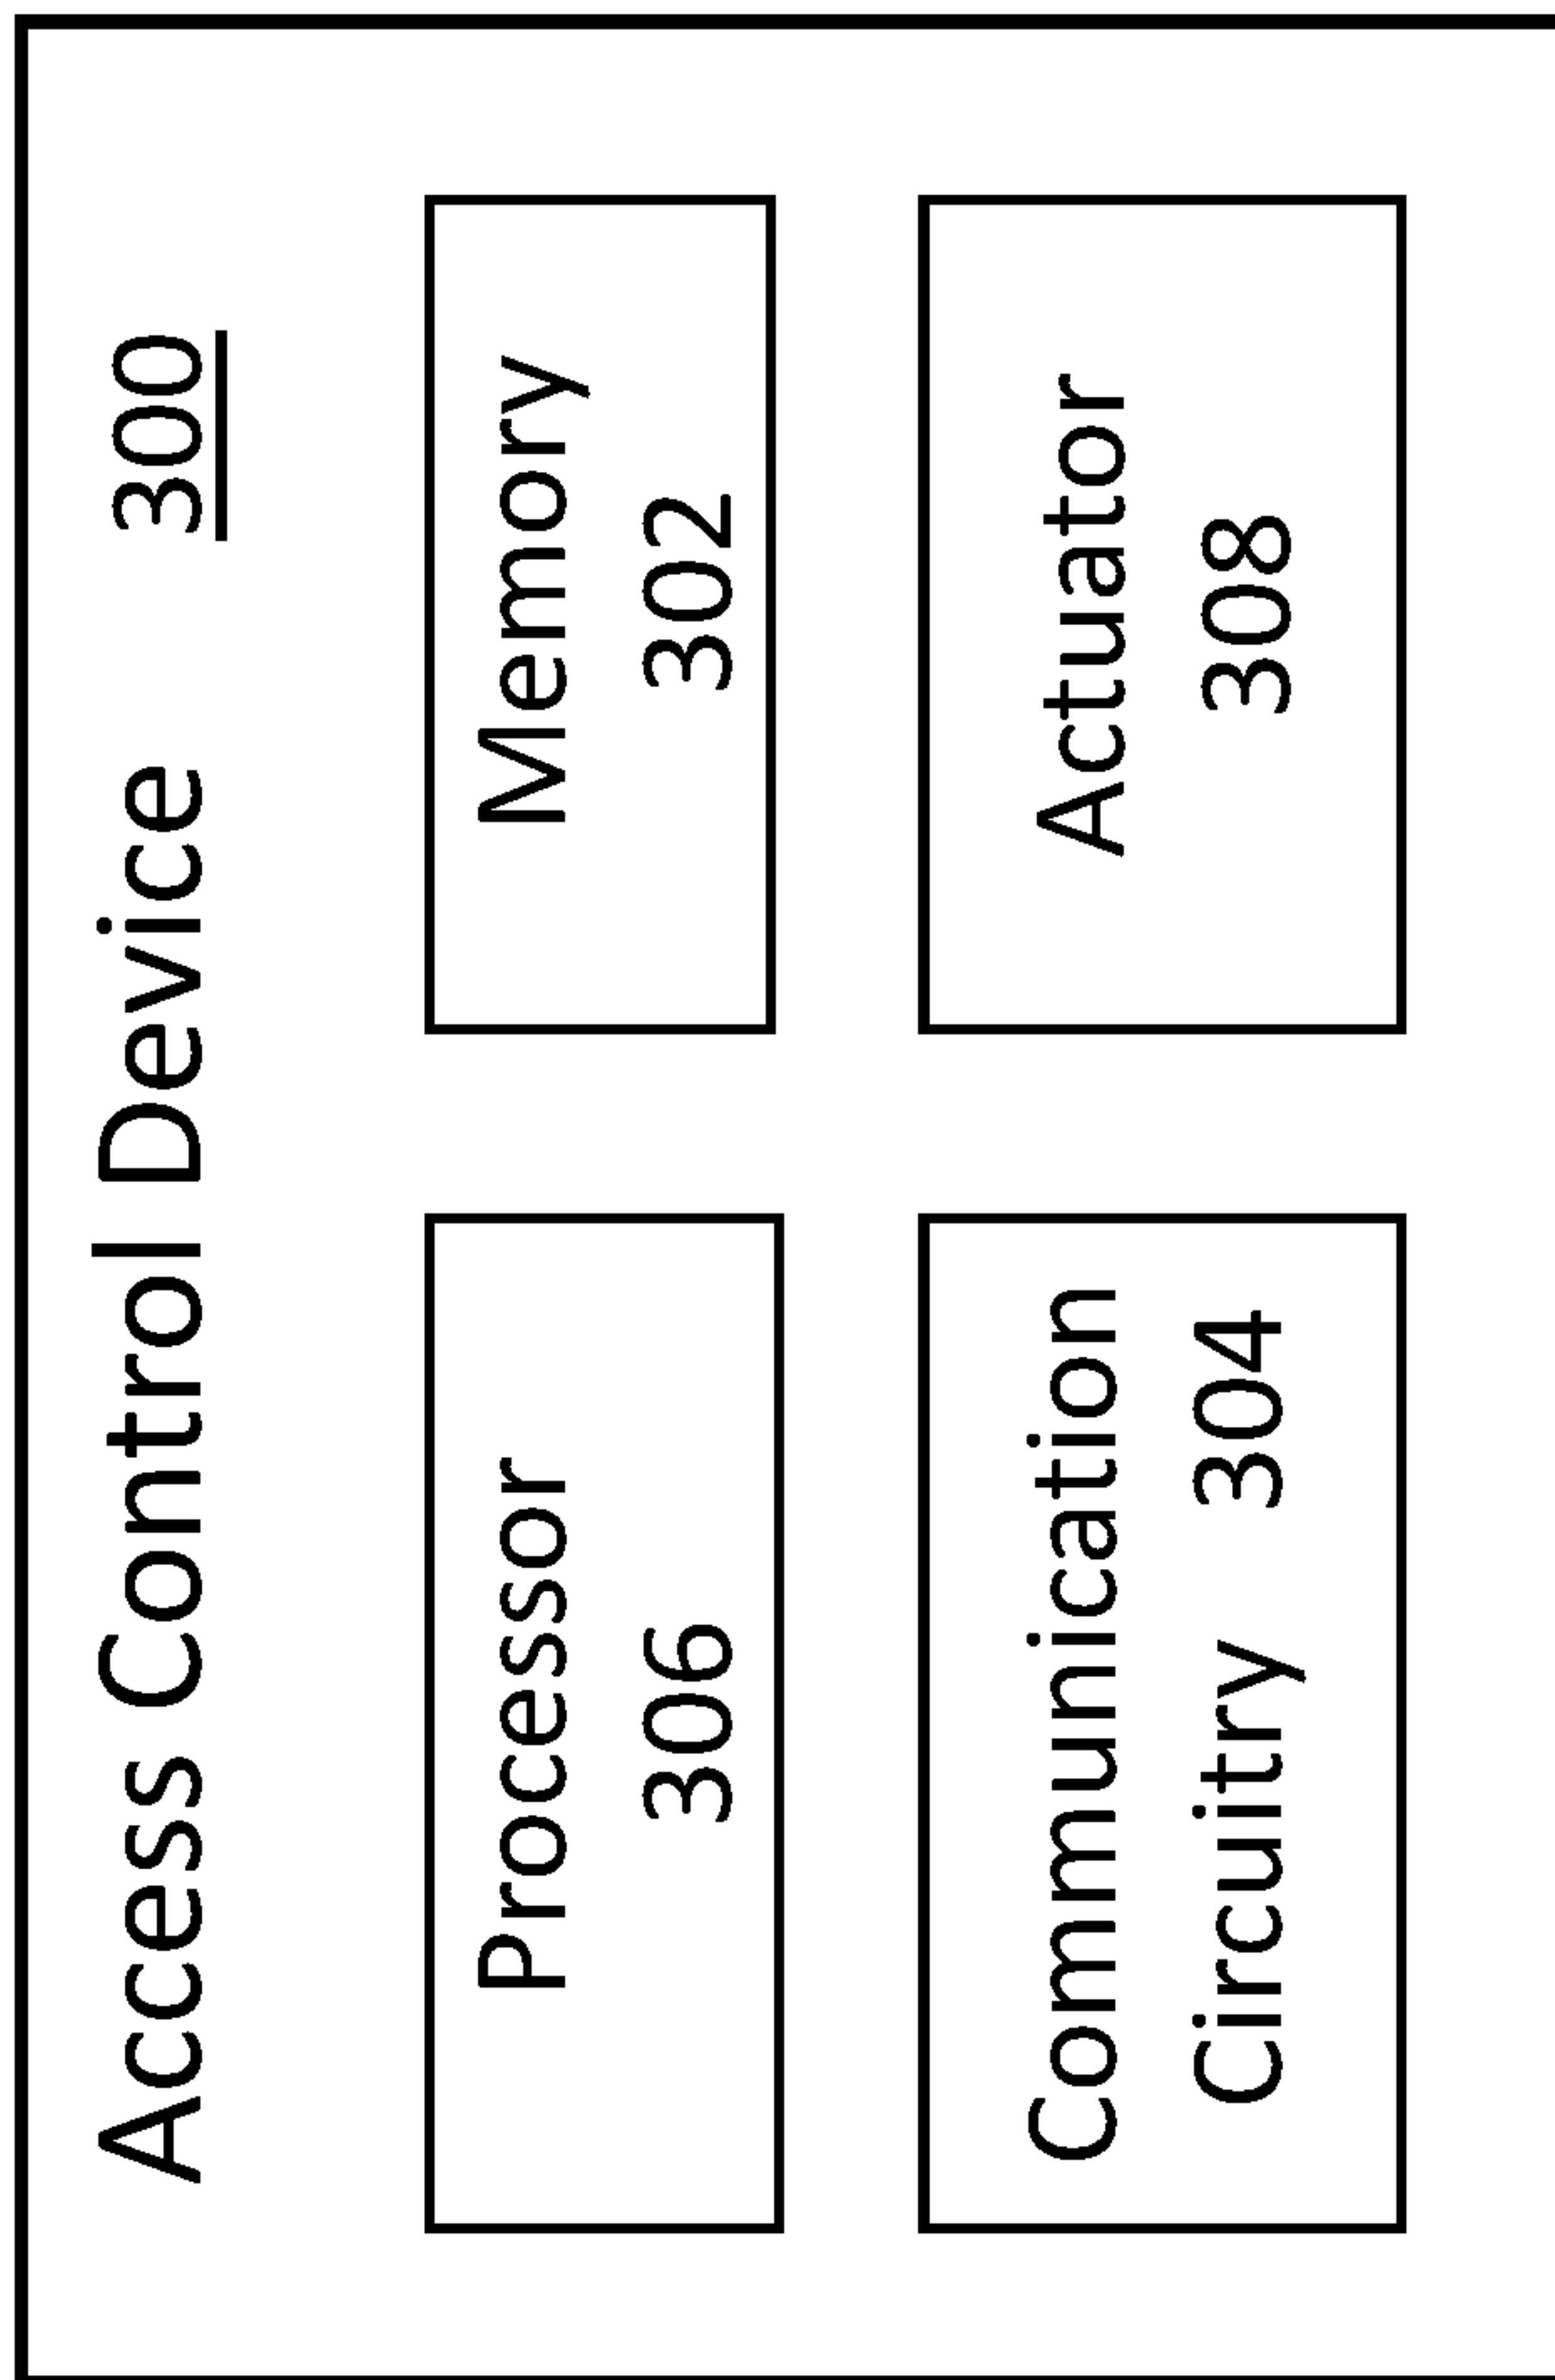 Access Control Device 300
Processor
306
Memory
302
Communication
Circuitry 304
Actuator
308